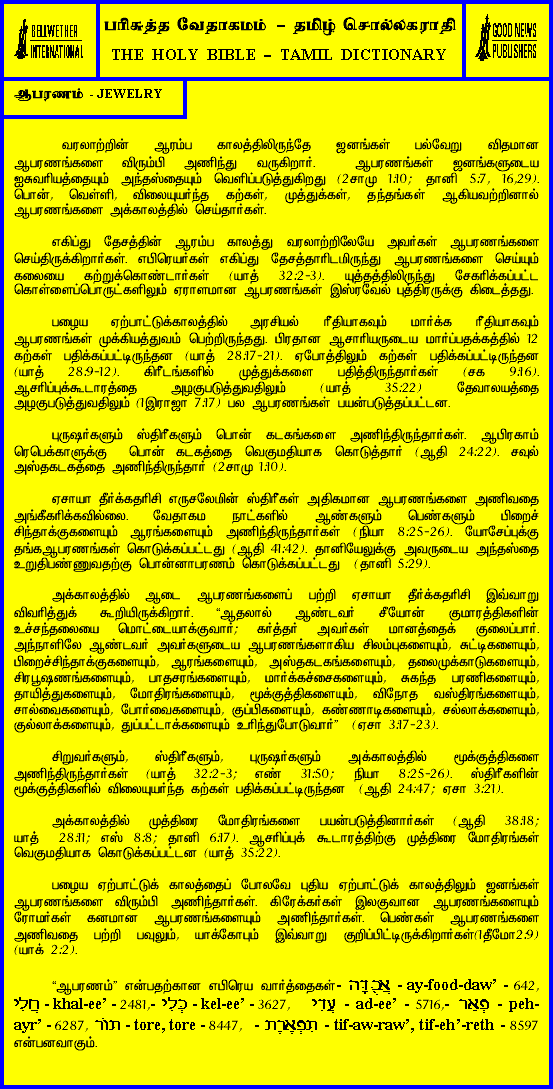 BELLWETHER
INTERNATIONAL
பரிசுத்த வேதாகமம் – தமிழ் சொல்லகராதி
THE HOLY BIBLE – TAMIL DICTIONARY
GOOD NEWS
PUBLISHERS
ஆபரணம் - JEWELRY
வரலாற்றின் ஆரம்ப காலத்திலிருந்தே ஜனங்கள் பல்வேறு விதமான
ஆபரணங்களை விரும்பி அணிந்து வருகிறார். ஆபரணங்கள் ஜனங்களுடைய
ஐசுவரியத்தையும் அந்தஸ்தையும் வெளிப்படுத்துகிறது (2சாமு 1:10; தானி 5:7, 16,29).
பொன், வெள்ளி, விலையுயர்ந்த கற்கள், முத்துக்கள், தந்தங்கள் ஆகியவற்றினால்
ஆபரணங்களை அக்காலத்தில் செய்தார்கள்.
எகிப்து தேசத்தின் ஆரம்ப காலத்து வரலாற்றிலேயே அவர்கள் ஆபரணங்களை
செய்திருக்கிறார்கள். எபிரெயர்கள் எகிப்து தேசத்தாரிடமிருந்து ஆபரணங்களை செய்யும்
கலையை கற்றுக்கொண்டார்கள் (யாத் 32:2-3). யுத்தத்திலிருந்து சேகரிக்கப்பட்ட
கொள்ளைப்பொருட்களிலும் ஏராளமான ஆபரணங்கள் இஸ்ரவேல் புத்திரருக்கு கிடைத்தது.
பழைய ஏற்பாட்டுக்காலத்தில் அரசியல் ரீதியாகவும் மார்க்க ரீதியாகவும்
ஆபரணங்கள் முக்கியத்துவம் பெற்றிருந்தது. பிரதான ஆசாரியருடைய மார்ப்பதக்கத்தில் 12
கற்கள் பதிக்கப்பட்டிருந்தன (யாத் 28:17-21). ஏபோத்திலும் கற்கள் பதிக்கப்பட்டிருந்தன
(யாத் 28:9-12). கிரீடங்களில் முத்துக்களை பதித்திருந்தார்கள் (சக 9:16).
ஆசரிப்புக்கூடாரத்தை அழகுபடுத்துவதிலும் (யாத் 35:22) தேவாலயத்தை
அழகுபடுத்துவதிலும் (1இராஜா 7:17) பல ஆபரணங்கள் பயன்படுத்தப்பட்டன.
புருஷர்களும் ஸ்திரீகளும் பொன் கடகங்களை அணிந்திருந்தார்கள். ஆபிரகாம்
ரெபெக்காளுக்கு பொன் கடகத்தை வெகுமதியாக கொடுத்தார் (ஆதி 24:22). சவுல்
அஸ்தகடகத்தை அணிந்திருந்தார் (2சாமு 1:10).
ஏசாயா தீர்க்கதரிசி எருசலேமின் ஸ்திரீகள் அதிகமான ஆபரணங்களை அணிவதை
அங்கீகரிக்கவில்லை. வேதாகம நாட்களில் ஆண்களும் பெண்களும் பிறைச்
சிந்தாக்குகளையும் ஆரங்களையும் அணிந்திருந்தார்கள் (நியா 8:25-26). யோசேப்புக்கு
தங்கஆபரணங்கள் கொடுக்கப்பட்டது (ஆதி 41:42). தானியேலுக்கு அவருடைய அந்தஸ்தை
உறுதிபண்ணுவதற்கு பொன்னாபரணம் கொடுக்கப்பட்டது (தானி 5:29).
அக்காலத்தில் ஆடை ஆபரணங்களைப் பற்றி ஏசாயா தீர்க்கதரிசி இவ்வாறு
விவரித்துக் கூறியிருக்கிறார். “ஆதலால் ஆண்டவர் சீயோன் குமாரத்திகளின்
உச்சந்தலையை மொட்டையாக்குவார்; கர்த்தர் அவர்கள் மானத்தைக் குலைப்பார்.
அந்நாளிலே ஆண்டவர் அவர்களுடைய ஆபரணங்களாகிய சிலம்புகளையும், சுட்டிகளையும்,
பிறைச்சிந்தாக்குகளையும், ஆரங்களையும், அஸ்தகடகங்களையும், தலைமுக்காடுகளையும்,
சிரபூஷணங்களையும், பாதசரங்களையும், மார்க்கச்சைகளையும், சுகந்த பரணிகளையும்,
தாயித்துகளையும், மோதிரங்களையும், மூக்குத்திகளையும், விநோத வஸ்திரங்களையும்,
சால்வைகளையும், போர்வைகளையும், குப்பிகளையும், கண்ணாடிகளையும், சல்லாக்களையும்,
குல்லாக்களையும், துப்பட்டாக்களையும் உரிந்துபோடுவார்” (ஏசா 3:17-23).
சிறுவர்களும், ஸ்திரீகளும், புருஷர்களும் அக்காலத்தில் மூக்குத்திகளை
அணிந்திருந்தார்கள் (யாத் 32:2-3; எண் 31:50; நியா 8:25-26). ஸ்திரீகளின்
மூக்குத்திகளில் விலையுயர்ந்த கற்கள் பதிக்கப்பட்டிருந்தன (ஆதி 24:47; ஏசா 3:21).
அக்காலத்தில் முத்திரை மோதிரங்களை பயன்படுத்தினார்கள் (ஆதி 38:18;
யாத் 28:11; எஸ் 8:8; தானி 6:17). ஆசரிப்புக் கூடாரத்திற்கு முத்திரை மோதிரங்கள்
வெகுமதியாக கொடுக்கப்பட்டன (யாத் 35:22).
பழைய ஏற்பாட்டுக் காலத்தைப் போலவே புதிய ஏற்பாட்டுக் காலத்திலும் ஜனங்கள்
ஆபரணங்களை விரும்பி அணிந்தார்கள். கிரேக்கர்கள் இலகுவான ஆபரணங்களையும்
ரோமர்கள் கனமான ஆபரணங்களையும் அணிந்தார்கள். பெண்கள் ஆபரணங்களை
அணிவதை பற்றி பவுலும், யாக்கோபும் இவ்வாறு குறிப்பிட்டிருக்கிறார்கள்(1தீமோ2:9)
(யாக் 2:2).
“ஆபரணம்” என்பதற்கான எபிரெய வார்த்தைகள்- אֲפֻדָּה - ay-food-daw’ - 642,
חֲלִי - khal-ee’ - 2481,- כְּלִי - kel-ee’ - 3627, עֲדִי - ad-ee’ - 5716,- פְּאֵר - peh-
ayr’ - 6287, תּוֹר - tore, tore - 8447, - תִּפְאֶרֶת - tif-aw-raw’, tif-eh’-reth - 8597
என்பனவாகும்.